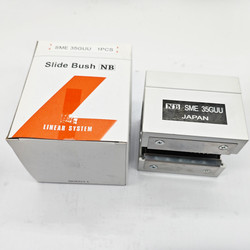 SME 35GUU 1PCS
Slide Bush NB
LINEAR SYSTEM
NB SME 35GUU
JAPAN